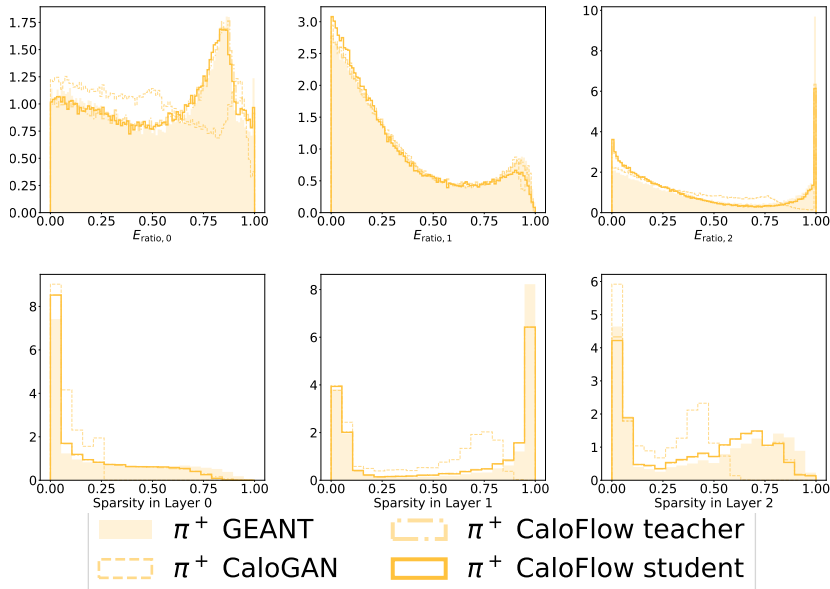 1.75
1.50
1.25
1.00
0.75
0.50
0.25
0.00
0.00 0.25 0.50 0.75 1.00
E_ratio, 0
3.0
2.5
2.0
1.5
1.0
0.5
0.0
0.00 0.25 0.50 0.75 1.00
E_ratio, 1
10
8
6
4
2
0
0.00 0.25 0.50 0.75 1.00
E_ratio, 2
8
6
4
2
0
0.00 0.25 0.50 0.75 1.00
Sparsity in Layer 0
8
6
4
2
0
0.00 0.25 0.50 0.75 1.00
Sparsity in Layer 1
6
5
4
3
2
1
0
0.00 0.25 0.50 0.75 1.00
Sparsity in Layer 2
π⁺ GEANT
π⁺ CaloGAN
π⁺ CaloFlow teacher
π⁺ CaloFlow student